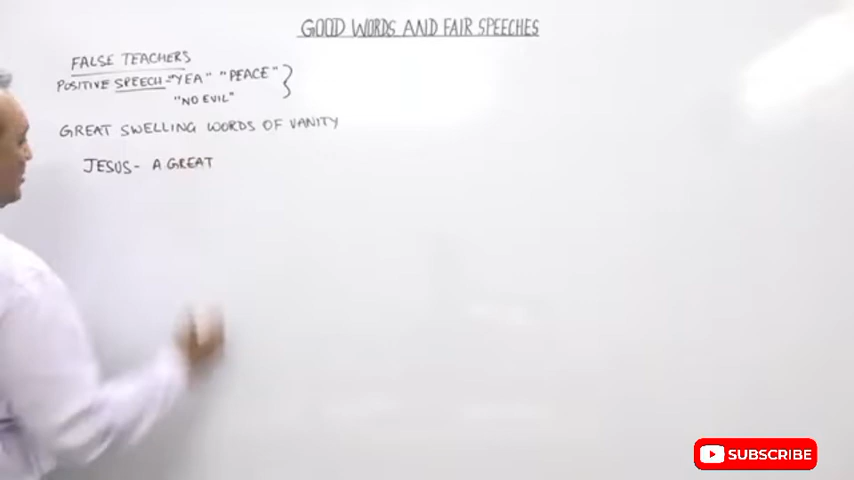 GOOD WORDS AND FAIR SPEECHES
FALSE TEACHERS
POSITIVE SPEECH-"YEA" "PEACE"
"NO EVIL"
GREAT SWELLING WORDS OF VANITY
JESUS- A GREAT
SUBSCRIBE